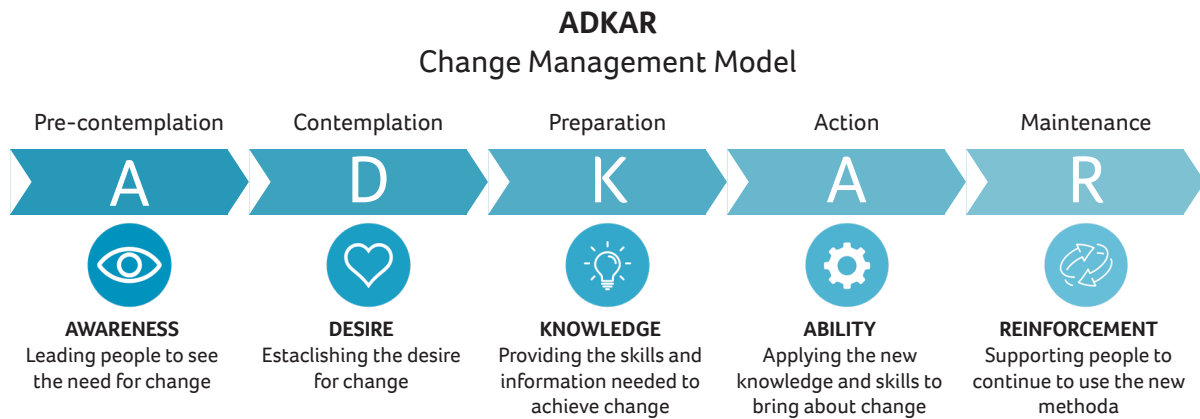 ADKAR
Change Management Model
Pre-contemplation
Contemplation
Preparation
Action
Maintenance
A
D
K
A
R
AWARENESS
Leading people to see
the need for change
DESIRE
Estaclishing the desire
for change
KNOWLEDGE
Providing the skills and
information needed to
achieve change
ABILITY
Applying the new
knowledge and skills to
bring about change
REINFORCEMENT
Supporting people to
continue to use the new
methoda